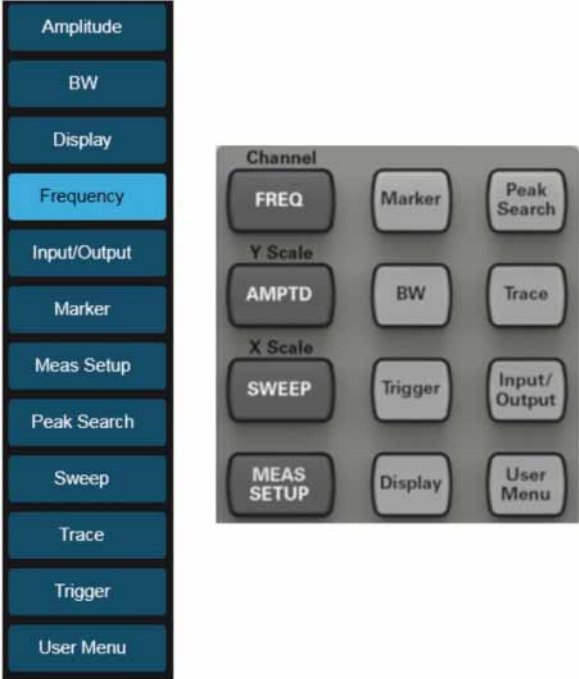 Amplitude
BW
Display
Frequency
Input/Output
Marker
Meas Setup
Peak Search
Sweep
Trace
Trigger
User Menu
Channel
FREQ
Marker
Peak
Search
Y Scale
AMPTD
BW
Trace
X Scale
SWEEP
Trigger
Input/
Output
MEAS
SETUP
Display
User
Menu